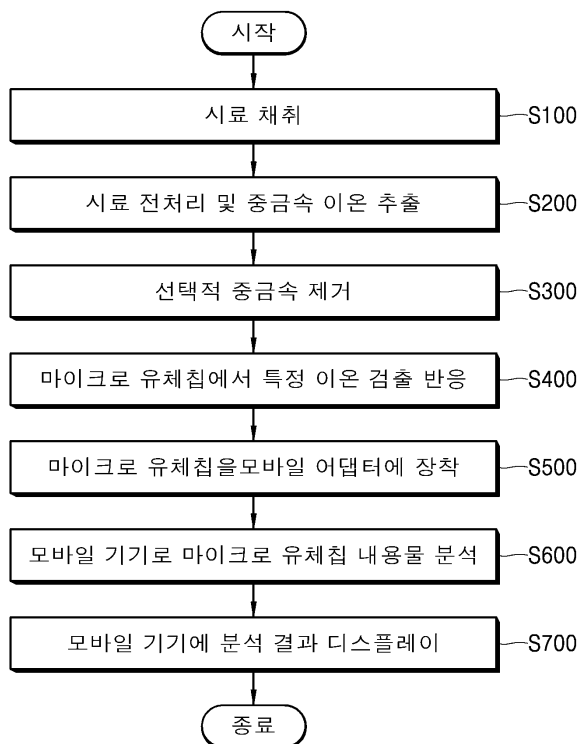 시작
시료 채취 S100
시료 전처리 및 중금속 이온 추출 S200
선택적 중금속 제거 S300
마이크로 유체칩에서 특정 이온 검출 반응 S400
마이크로 유체칩을모바일 어댑터에 장착 S500
모바일 기기로 마이크로 유체칩 내용물 분석 S600
모바일 기기에 분석 결과 디스플레이 S700
종료